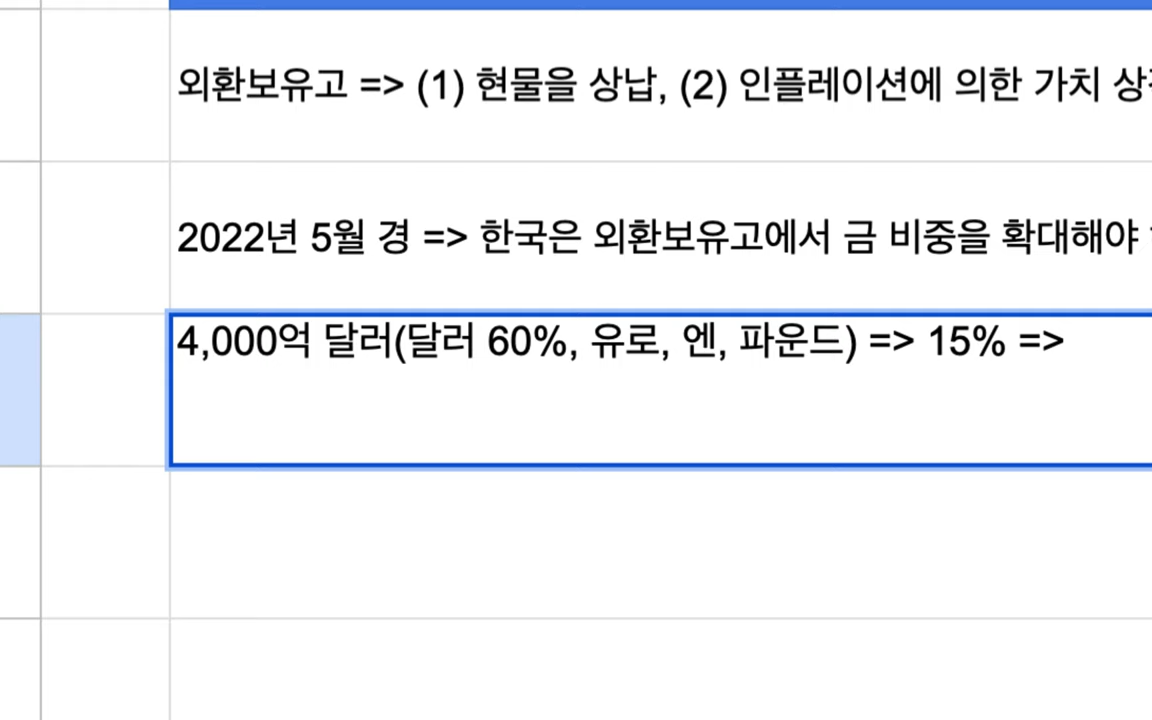 외환보유고 => (1) 현물을 상납, (2) 인플레이션에 의한 가치
2022년 5월 경 => 한국은 외환보유고에서 금 비중을 확대해야
4,000억 달러(달러 60%, 유로, 엔, 파운드) => 15% =>